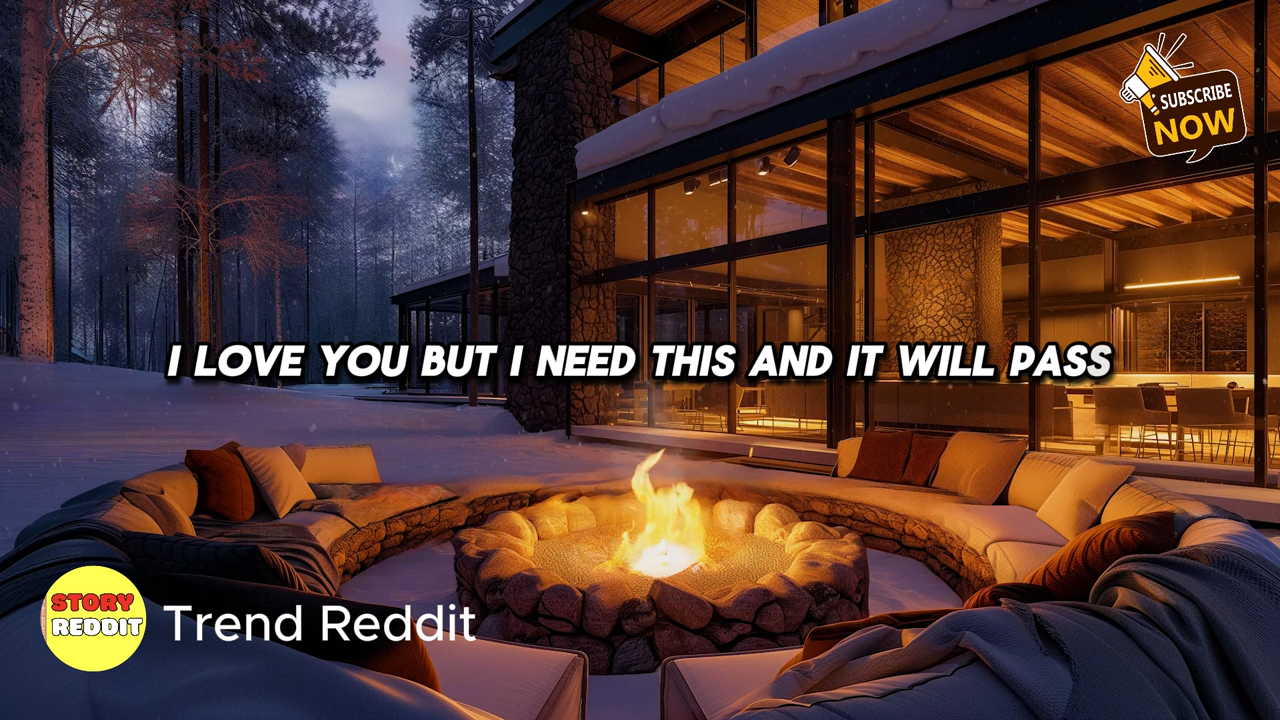 SUBSCRIBE
NOW
I LOVE YOU BUT I NEED THIS AND IT WILL PASS
STORY
REDDIT
Trend Reddit